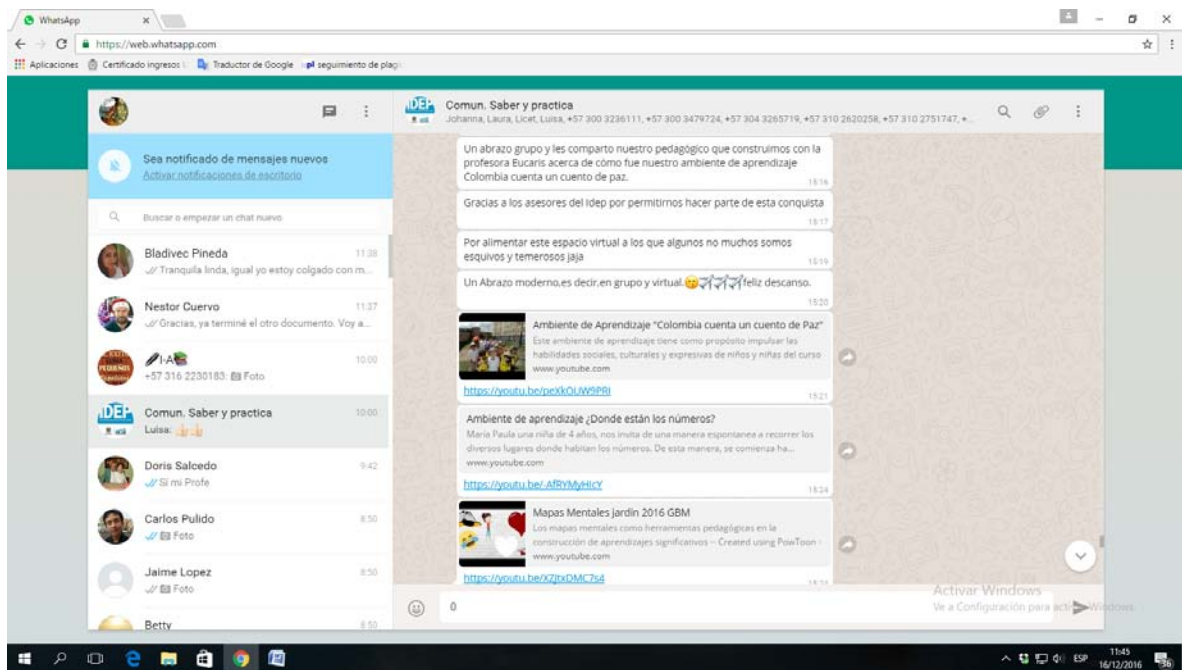 WhatsApp
https://web.whatsapp.com
Aplicaciones Certificado ingresos Traductor de Google seguimiento de plagi
IDEP
Comun. Saber y practica
Johanna, Laura, Licet, Luisa, +57 300 3236111, +57 300 3479724, +57 304 3265719, +57 310 2620258, +57 310 2751747, +...
Sea notificado de mensajes nuevos
Activar notificaciones de escritorio
Buscar o empezar un chat nuevo
Bladivec Pineda 11:38
Tranquila linda, igual yo estoy colgado con m...
Nestor Cuervo 11:37
Gracias, ya terminé el otro documento. Voy a...
I-A 10:00
+57 316 2230183: Foto
IDEP
Comun. Saber y practica 10:00
Luisa: 👍🏻👍🏻
Doris Salcedo 9:42
Si mi Profe
Carlos Pulido 8:50
Foto
Jaime Lopez 8:50
Foto
Betty 8:50
Un abrazo grupo y les comparto nuestro pedagógico que construimos con la
profesora Eucaris acerca de cómo fue nuestro ambiente de aprendizaje
Colombia cuenta un cuento de paz.
15:16
Gracias a los asesores del Idep por permitirnos hacer parte de esta conquista
15:17
Por alimentar este espacio virtual a los que algunos no muchos somos
esquivos y temerosos jaja
15:19
Un Abrazo moderno,es decir,en grupo y virtual.😚✈✈✈feliz descanso.
15:20
Ambiente de Aprendizaje "Colombia cuenta un cuento de Paz"
Este ambiente de aprendizaje tiene como propósito impulsar las
habilidades sociales, culturales y expresivas de niños y niñas del curso
www.youtube.com
https://youtu.be/peXkOUW9PRI
15:21
Ambiente de aprendizaje ¿Donde están los números?
Maria Paula una niña de 4 años, nos invita de una manera espontanea a recorrer los
diversos lugares donde habitan los números. De esta manera, se comienza ha...
www.youtube.com
https://youtu.be/-AfRYMyHIcY
15:24
Mapas Mentales jardin 2016 GBM
Los mapas mentales como herramientas pedagógicas en la
construcción de aprendizajes significativos -- Created using PowToon -
www.youtube.com
https://youtu.be/XZJtxDMC7s4
0
Activar Windows
Ve a Configuración para activar Windows.
ESP
11:45
16/12/2016
36